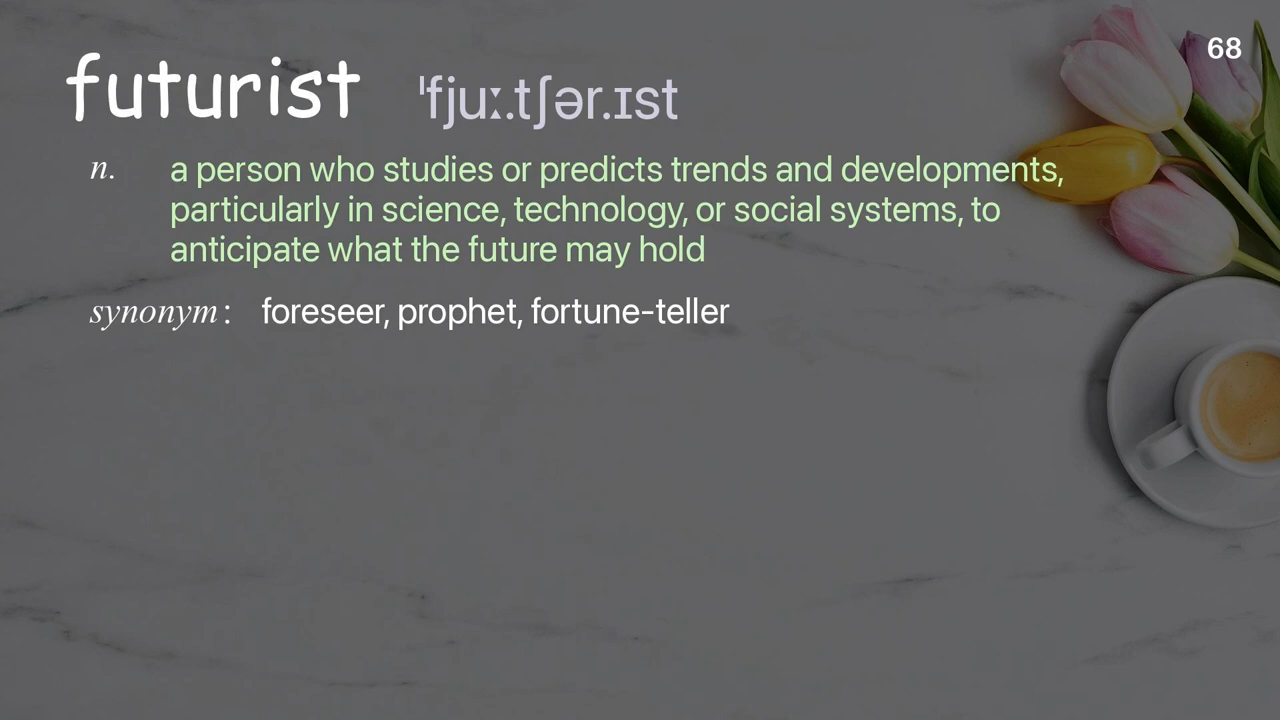 68
futurist ˈfjuː.tʃər.ɪst
n. a person who studies or predicts trends and developments,
particularly in science, technology, or social systems, to
anticipate what the future may hold
synonym: foreseer, prophet, fortune-teller